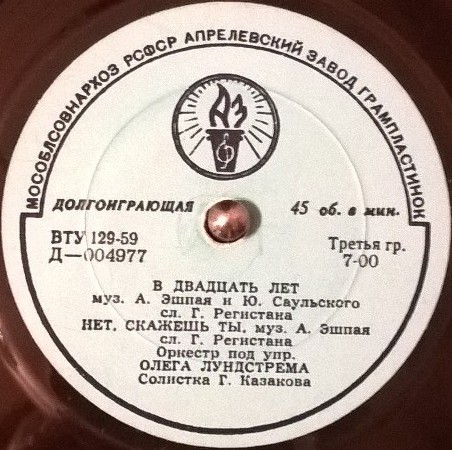 МОСОБЛСОВНАРХОЗ РСФСР АПРЕЛЕВСКИЙ ЗАВОД ГРАМПЛАСТИНОК
АЗ
ДОЛГОИГРАЮЩАЯ 45 об. в мин.
ВТУ 129-59 Третья гр.
Д—004977 7-00
В ДВАДЦАТЬ ЛЕТ
муз. А. Эшпая и Ю. Саульского
сл. Г. Регистана
НЕТ, СКАЖЕШЬ ТЫ, муз. А. Эшпая
сл. Г. Регистана
Оркестр под упр.
ОЛЕГА ЛУНДСТРЕМА
Солистка Г. Казакова